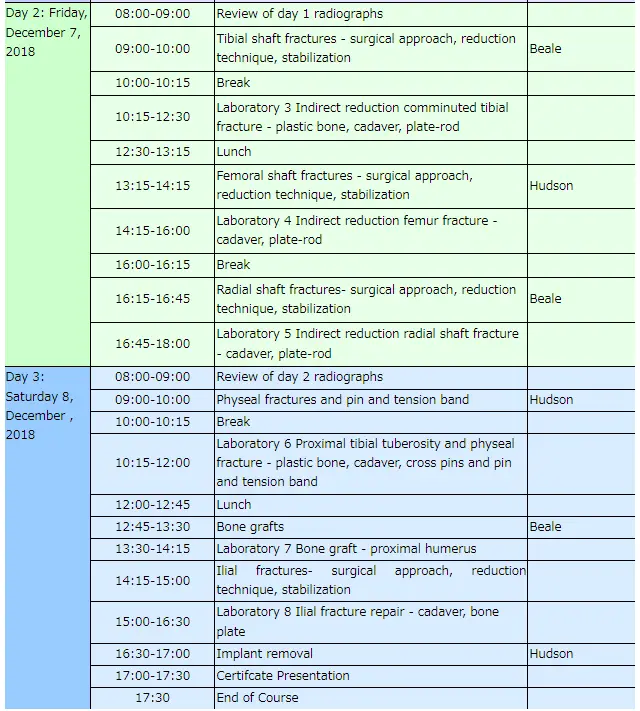 Day 2: Friday,
December 7,
2018
08:00-09:00 Review of day 1 radiographs
09:00-10:00 Tibial shaft fractures - surgical approach, reduction
technique, stabilization Beale
10:00-10:15 Break
10:15-12:30 Laboratory 3 Indirect reduction comminuted tibial
fracture - plastic bone, cadaver, plate-rod
12:30-13:15 Lunch
13:15-14:15 Femoral shaft fractures - surgical approach,
reduction technique, stabilization Hudson
14:15-16:00 Laboratory 4 Indirect reduction femur fracture -
cadaver, plate-rod
16:00-16:15 Break
16:15-16:45 Radial shaft fractures- surgical approach, reduction
technique, stabilization Beale
16:45-18:00 Laboratory 5 Indirect reduction radial shaft fracture
- cadaver, plate-rod
Day 3:
Saturday 8,
December ,
2018
08:00-09:00 Review of day 2 radiographs
09:00-10:00 Physeal fractures and pin and tension band Hudson
10:00-10:15 Break
10:15-12:00 Laboratory 6 Proximal tibial tuberosity and physeal
fracture - plastic bone, cadaver, cross pins and pin
and tension band
12:00-12:45 Lunch
12:45-13:30 Bone grafts Beale
13:30-14:15 Laboratory 7 Bone graft - proximal humerus
14:15-15:00 Ilial fractures- surgical approach, reduction
technique, stabilization
15:00-16:30 Laboratory 8 Ilial fracture repair - cadaver, bone
plate
16:30-17:00 Implant removal Hudson
17:00-17:30 Certifcate Presentation
17:30 End of Course